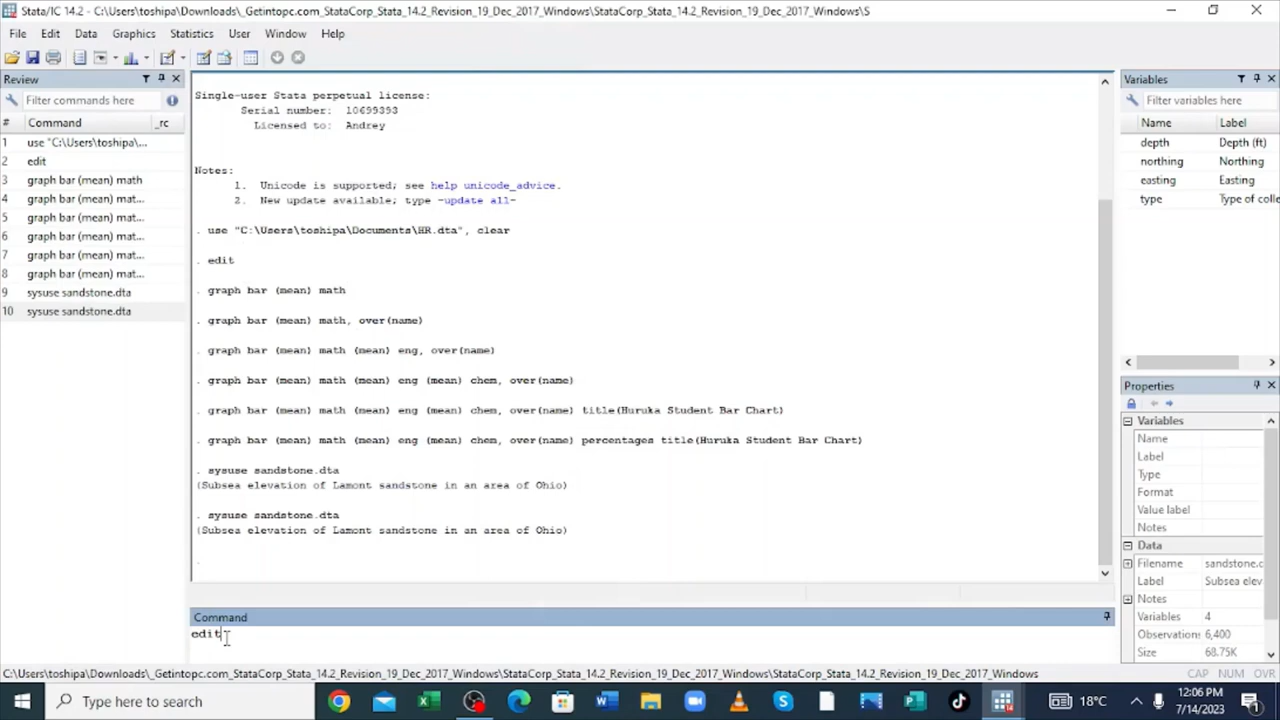 Stata/IC 14.2 - C:\Users\toshipa\Downloads\_Getintopc.com_StataCorp_Stata_14.2_Revision_19_Dec_2017_Windows\StataCorp_Stata_14.2_Revision_19_Dec_2017_Windows\S
File Edit Data Graphics Statistics User Window Help
Review
Filter commands here
# Command _rc
1 use "C:\Users\toshipa\...
2 edit
3 graph bar (mean) math
4 graph bar (mean) mat...
5 graph bar (mean) mat...
6 graph bar (mean) mat...
7 graph bar (mean) mat...
8 graph bar (mean) mat...
9 sysuse sandstone.dta
10 sysuse sandstone.dta
Single-user Stata perpetual license:
Serial number: 10699393
Licensed to: Andrey
Notes:
1. Unicode is supported; see help unicode_advice.
2. New update available; type -update all-
. use "C:\Users\toshipa\Documents\HR.dta", clear
. edit
. graph bar (mean) math
. graph bar (mean) math, over(name)
. graph bar (mean) math (mean) eng, over(name)
. graph bar (mean) math (mean) eng (mean) chem, over(name)
. graph bar (mean) math (mean) eng (mean) chem, over(name) title(Huruka Student Bar Chart)
. graph bar (mean) math (mean) eng (mean) chem, over(name) percentages title(Huruka Student Bar Chart)
. sysuse sandstone.dta
(Subsea elevation of Lamont sandstone in an area of Ohio)
. sysuse sandstone.dta
(Subsea elevation of Lamont sandstone in an area of Ohio)
.
Command
edit
Variables
Filter variables here
Name Label
depth Depth (ft)
northing Northing
easting Easting
type Type of colle
Properties
Variables
Name
Label
Type
Format
Value label
Notes
Data
Filename sandstone.c
Label Subsea elev
Notes
Variables 4
Observations 6,400
Size 68.75K
C:\Users\toshipa\Downloads\_Getintopc.com_StataCorp_Stata_14.2_Revision_19_Dec_2017_Windows\StataCorp_Stata_14.2_Revision_19_Dec_2017_Windows
CAP NUM OVR
Type here to search
18°C
12:06 PM
7/14/2023
1